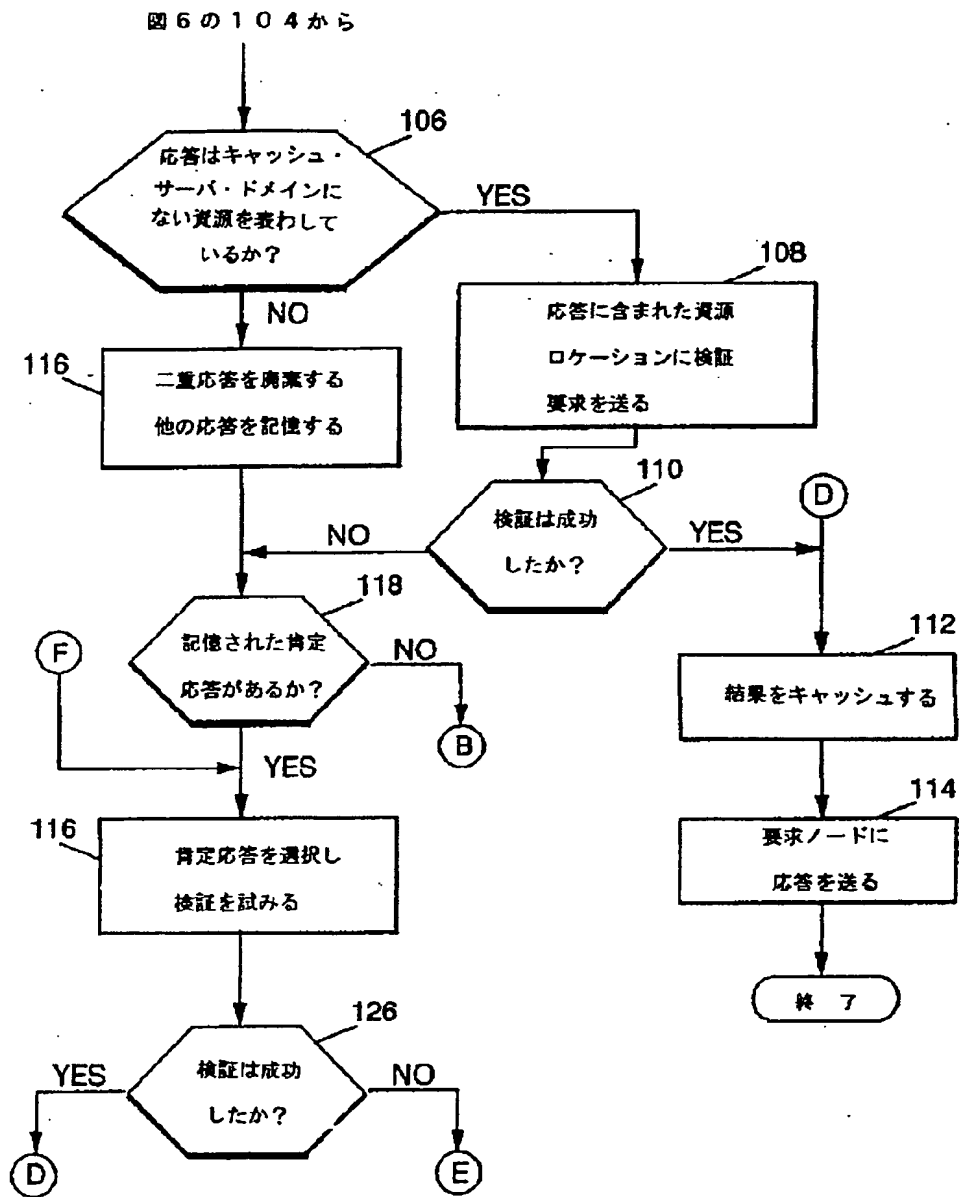 図６の１０４から
106
応答はキャッシュ・
サーバ・ドメインに
ない資源を表わして
いるか？
YES
NO
108
応答に含まれた資源
ロケーションに検証
要求を送る
116
二重応答を廃棄する
他の応答を記憶する
110
検証は成功
したか？
NO
YES
D
118
記憶された肯定
応答があるか？
F
NO
B
YES
112
結果をキャッシュする
114
要求ノードに
応答を送る
終 了
116
肯定応答を選択し
検証を試みる
126
検証は成功
したか？
YES
NO
D
E